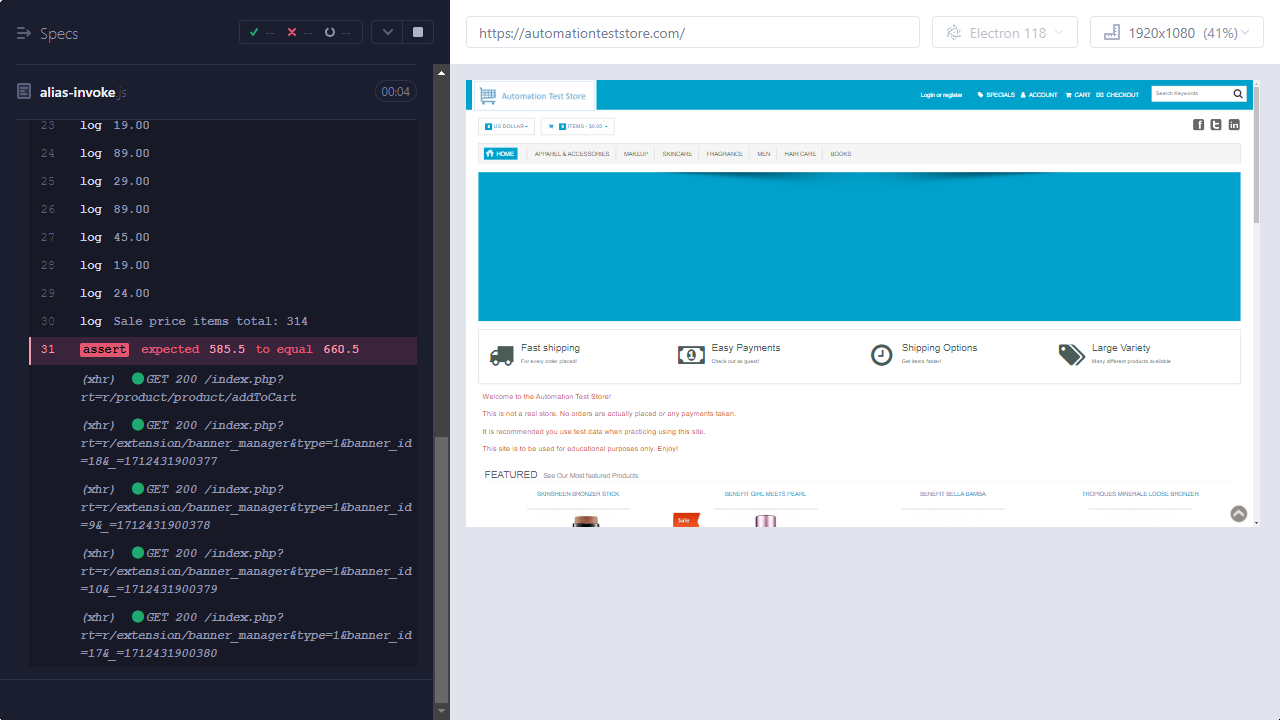 Specs
-- -- --
alias-invoke.js
00:04
23 log 19.00
24 log 89.00
25 log 29.00
26 log 89.00
27 log 45.00
28 log 19.00
29 log 24.00
30 log Sale price items total: 314
31 assert expected 585.5 to equal 660.5
(xhr) GET 200 /index.php?
rt=r/product/product/addToCart
(xhr) GET 200 /index.php?
rt=r/extension/banner_manager&type=1&banner_id
=18&_=1712431900377
(xhr) GET 200 /index.php?
rt=r/extension/banner_manager&type=1&banner_id
=9&_=1712431900378
(xhr) GET 200 /index.php?
rt=r/extension/banner_manager&type=1&banner_id
=10&_=1712431900379
(xhr) GET 200 /index.php?
rt=r/extension/banner_manager&type=1&banner_id
=17&_=1712431900380
https://automationteststore.com/
Electron 118
1920x1080 (41%)
Automation Test Store
Login or register
SPECIALS ACCOUNT CART CHECKOUT
Search Keywords
$ US DOLLAR
0 ITEMS - $0.00
HOME APPAREL & ACCESSORIES MAKEUP SKINCARE FRAGRANCE MEN HAIR CARE BOOKS
Fast shipping
For every order placed!
Easy Payments
Check out as guest!
Shipping Options
Get items faster!
Large Variety
Many different products available
Welcome to the Automation Test Store!
This is not a real store. No orders are actually placed or any payments taken.
It is recommended you use test data when practicing using this site.
This site is to be used for educational purposes only. Enjoy!
FEATURED See Our Most featured Products
SKINSHEEN BRONZER STICK
BENEFIT GIRL MEETS PEARL
BENEFIT BELLA BAMBA
TROPIQUES MINERALE LOOSE BRONZER
Sale